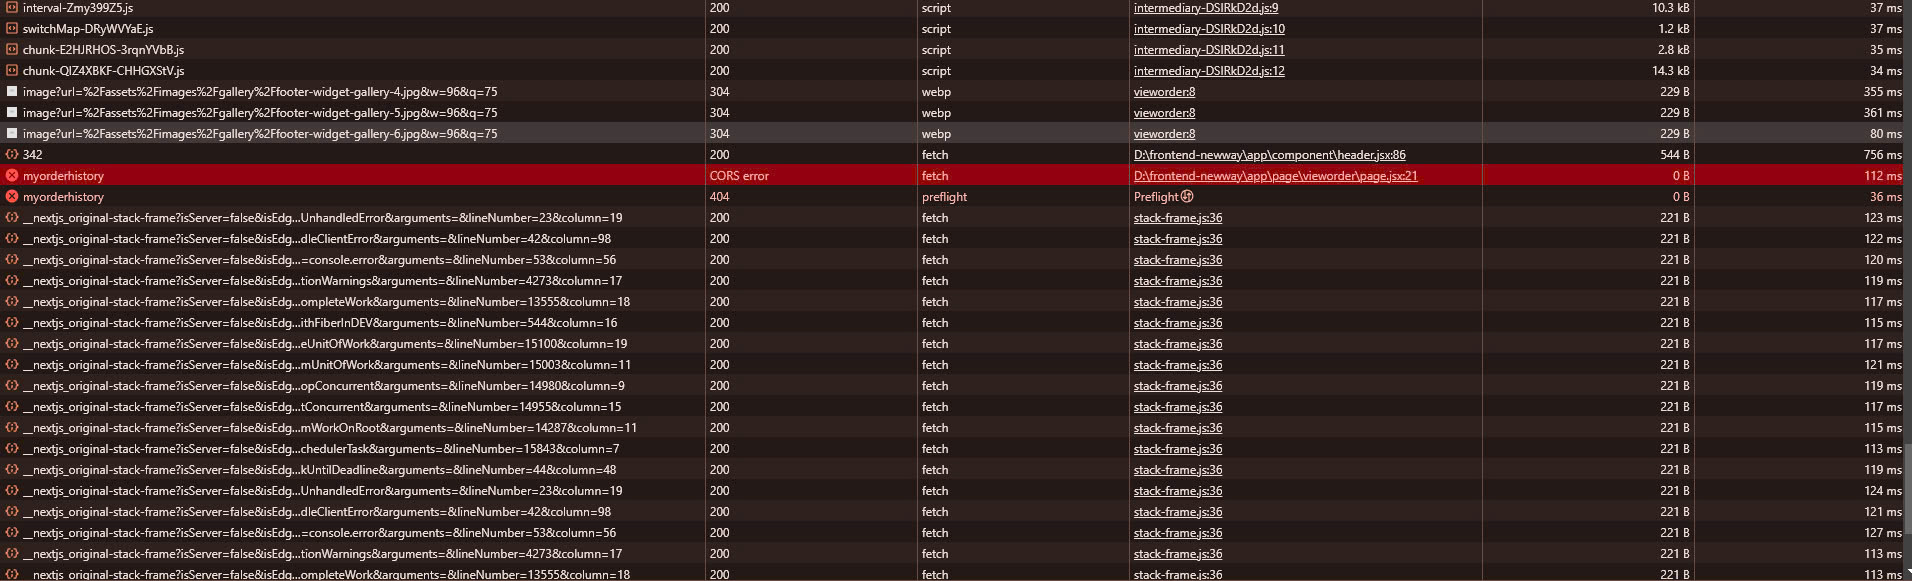 interval-Zmy399Z5.js 200 script intermediary-DSIRkD2d.js:9 10.3 kB 37 ms
switchMap-DRyWVYaE.js 200 script intermediary-DSIRkD2d.js:10 1.2 kB 37 ms
chunk-E2HJRHOS-3rqnYVbB.js 200 script intermediary-DSIRkD2d.js:11 2.8 kB 35 ms
chunk-QIZ4XBKF-CHHGXStV.js 200 script intermediary-DSIRkD2d.js:12 14.3 kB 34 ms
image?url=%2Fassets%2Fimages%2Fgallery%2Ffooter-widget-gallery-4.jpg&w=96&q=75 304 webp vieworder:8 229 B 355 ms
image?url=%2Fassets%2Fimages%2Fgallery%2Ffooter-widget-gallery-5.jpg&w=96&q=75 304 webp vieworder:8 229 B 361 ms
image?url=%2Fassets%2Fimages%2Fgallery%2Ffooter-widget-gallery-6.jpg&w=96&q=75 304 webp vieworder:8 229 B 80 ms
342 200 fetch D:\frontend-newway\app\component\header.jsx:86 544 B 756 ms
myorderhistory CORS error fetch D:\frontend-newway\app\page\vieworder\page.jsx:21 0 B 112 ms
myorderhistory 404 preflight Preflight 0 B 36 ms
__nextjs_original-stack-frame?isServer=false&isEdg...UnhandledError&arguments=&lineNumber=23&column=19 200 fetch stack-frame.js:36 221 B 123 ms
__nextjs_original-stack-frame?isServer=false&isEdg...dleClientError&arguments=&lineNumber=42&column=98 200 fetch stack-frame.js:36 221 B 122 ms
__nextjs_original-stack-frame?isServer=false&isEdg...=console.error&arguments=&lineNumber=53&column=56 200 fetch stack-frame.js:36 221 B 120 ms
__nextjs_original-stack-frame?isServer=false&isEdg...tionWarnings&arguments=&lineNumber=4273&column=17 200 fetch stack-frame.js:36 221 B 119 ms
__nextjs_original-stack-frame?isServer=false&isEdg...ompleteWork&arguments=&lineNumber=13555&column=18 200 fetch stack-frame.js:36 221 B 117 ms
__nextjs_original-stack-frame?isServer=false&isEdg...ithFiberInDEV&arguments=&lineNumber=544&column=16 200 fetch stack-frame.js:36 221 B 115 ms
__nextjs_original-stack-frame?isServer=false&isEdg...eUnitOfWork&arguments=&lineNumber=15100&column=19 200 fetch stack-frame.js:36 221 B 117 ms
__nextjs_original-stack-frame?isServer=false&isEdg...mUnitOfWork&arguments=&lineNumber=15003&column=11 200 fetch stack-frame.js:36 221 B 121 ms
__nextjs_original-stack-frame?isServer=false&isEdg...opConcurrent&arguments=&lineNumber=14980&column=9 200 fetch stack-frame.js:36 221 B 119 ms
__nextjs_original-stack-frame?isServer=false&isEdg...tConcurrent&arguments=&lineNumber=14955&column=15 200 fetch stack-frame.js:36 221 B 117 ms
__nextjs_original-stack-frame?isServer=false&isEdg...mWorkOnRoot&arguments=&lineNumber=14287&column=11 200 fetch stack-frame.js:36 221 B 115 ms
__nextjs_original-stack-frame?isServer=false&isEdg...chedulerTask&arguments=&lineNumber=15843&column=7 200 fetch stack-frame.js:36 221 B 113 ms
__nextjs_original-stack-frame?isServer=false&isEdg...kUntilDeadline&arguments=&lineNumber=44&column=48 200 fetch stack-frame.js:36 221 B 119 ms
__nextjs_original-stack-frame?isServer=false&isEdg...UnhandledError&arguments=&lineNumber=23&column=19 200 fetch stack-frame.js:36 221 B 124 ms
__nextjs_original-stack-frame?isServer=false&isEdg...dleClientError&arguments=&lineNumber=42&column=98 200 fetch stack-frame.js:36 221 B 121 ms
__nextjs_original-stack-frame?isServer=false&isEdg...=console.error&arguments=&lineNumber=53&column=56 200 fetch stack-frame.js:36 221 B 127 ms
__nextjs_original-stack-frame?isServer=false&isEdg...tionWarnings&arguments=&lineNumber=4273&column=17 200 fetch stack-frame.js:36 221 B 113 ms
__nextjs_original-stack-frame?isServer=false&isEdg...ompleteWork&arguments=&lineNumber=13555&column=18 200 fetch stack-frame.js:36 221 B 113 ms